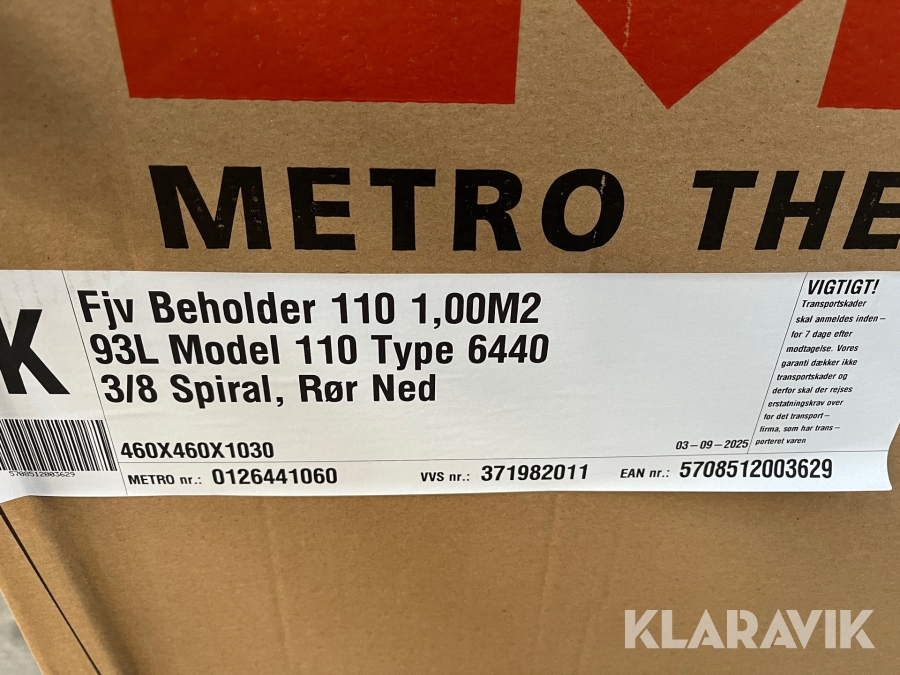 METRO THE
K
Fjv Beholder 110 1,00M2
93L Model 110 Type 6440
3/8 Spiral, Rør Ned
460X460X1030
03-09-2025
VIGTIGT!
Transportskader
skal anmeldes inden-
for 7 dage efter
modtagelse. Vores
garanti dækker ikke
transportskader og
derfor skal der rejses
erstatningskrav over
for det transport-
firma, som har trans-
porteret varen
5708512003629
METRO nr.: 0126441060
VVS nr.: 371982011
EAN nr.: 5708512003629
KLARAVIK